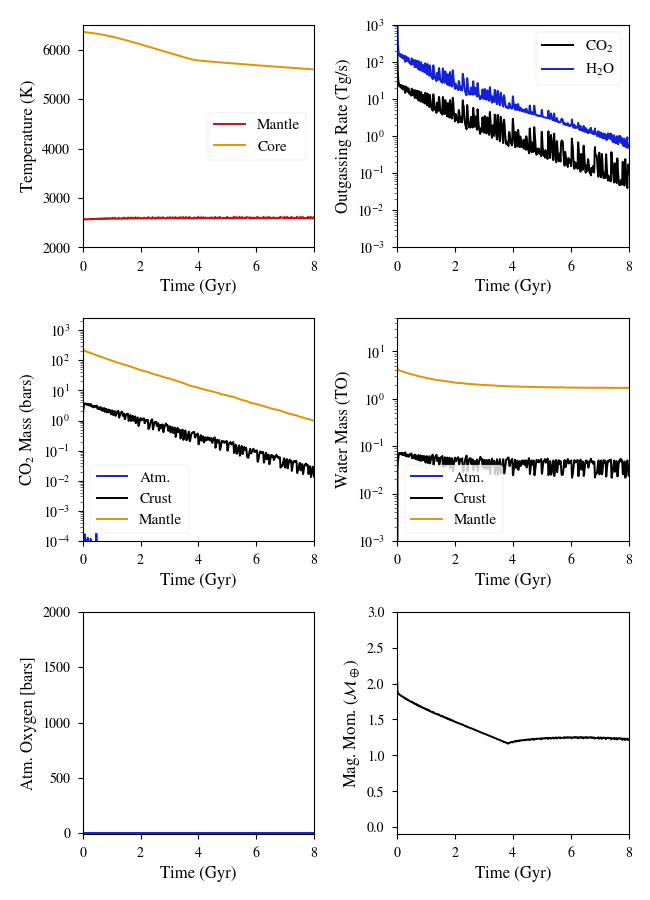 6000
5000
4000
3000
2000
Temperature (K)
Mantle
Core
0 2 4 6 8
Time (Gyr)
10³
10²
10¹
10⁰
10⁻¹
10⁻²
10⁻³
Outgassing Rate (Tg/s)
CO₂
H₂O
0 2 4 6 8
Time (Gyr)
10³
10²
10¹
10⁰
10⁻¹
10⁻²
10⁻³
10⁻⁴
CO₂ Mass (bars)
Atm.
Crust
Mantle
0 2 4 6 8
Time (Gyr)
10¹
10⁰
10⁻¹
10⁻²
10⁻³
Water Mass (TO)
Atm.
Crust
Mantle
0 2 4 6 8
Time (Gyr)
2000
1500
1000
500
0
Atm. Oxygen [bars]
0 2 4 6 8
Time (Gyr)
3.0
2.5
2.0
1.5
1.0
0.5
0.0
Mag. Mom. (ℳ⊕)
0 2 4 6 8
Time (Gyr)